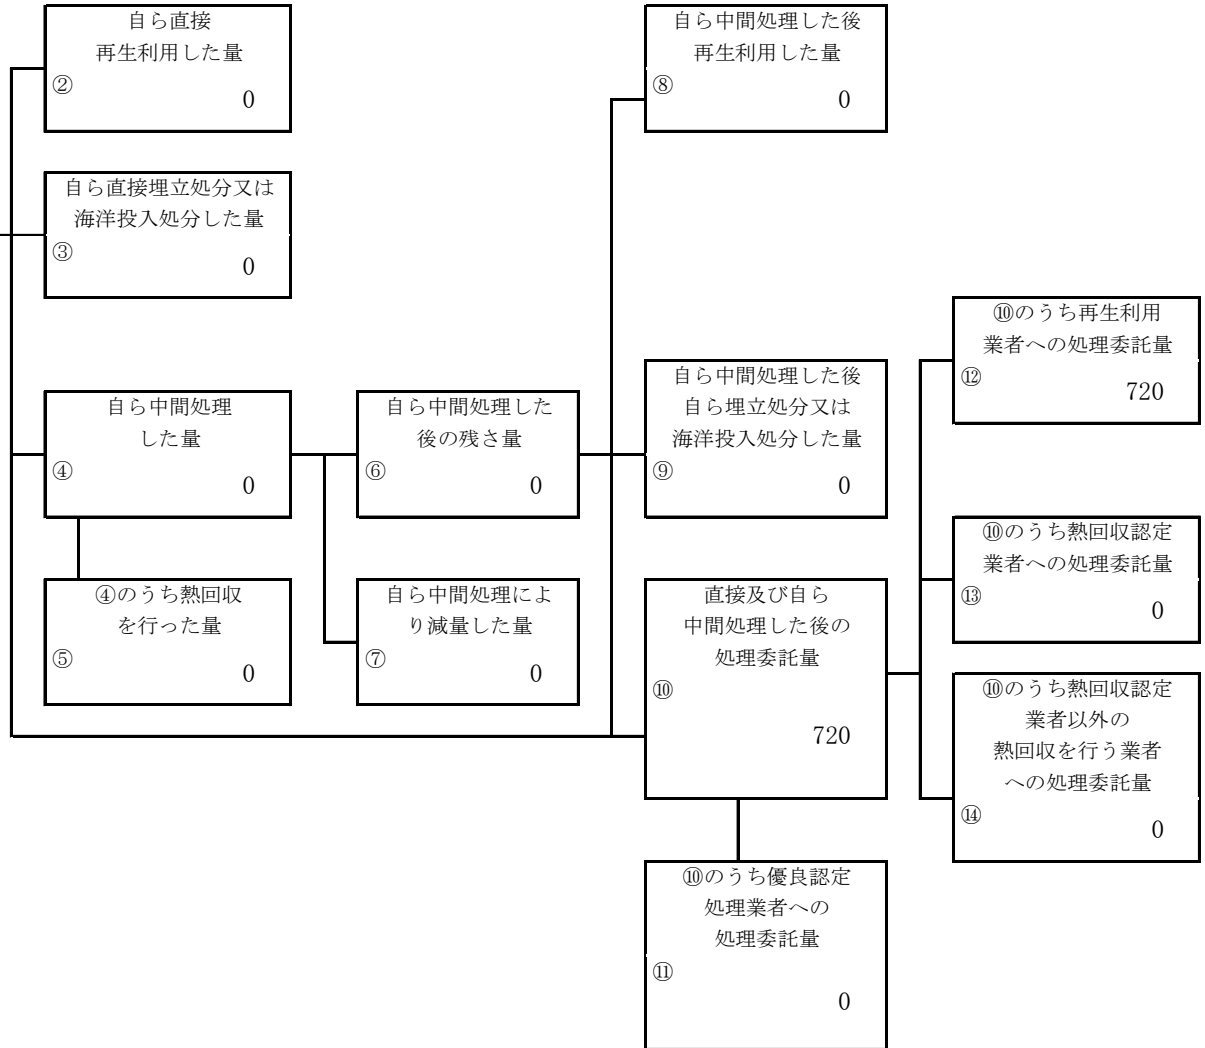 自ら直接
再生利用した量
②
0
自ら直接埋立処分又は
海洋投入処分した量
③
0
自ら中間処理
した量
④
0
④のうち熱回収
を行った量
⑤
0
自ら中間処理した
後の残さ量
⑥
0
自ら中間処理によ
り減量した量
⑦
0
自ら中間処理した後
再生利用した量
⑧
0
自ら中間処理した後
自ら埋立処分又は
海洋投入処分した量
⑨
0
直接及び自ら
中間処理した後の
処理委託量
⑩
720
⑩のうち優良認定
処理業者への
処理委託量
⑪
0
⑩のうち再生利用
業者への処理委託量
⑫
720
⑩のうち熱回収認定
業者への処理委託量
⑬
0
⑩のうち熱回収認定
業者以外の
熱回収を行う業者
への処理委託量
⑭
0